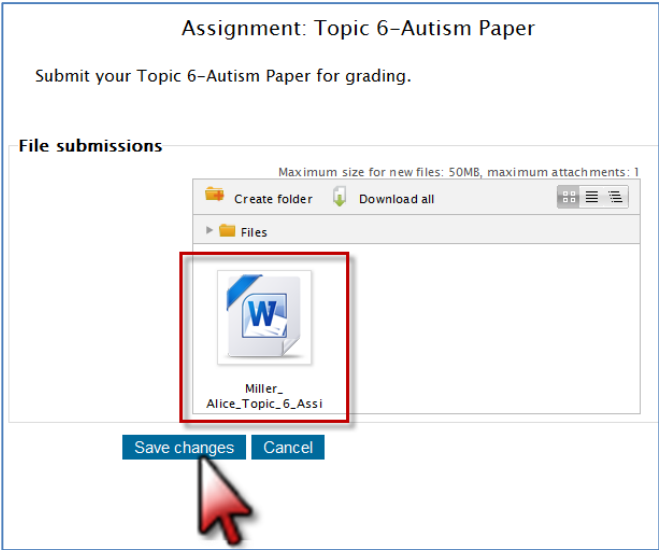 Assignment: Topic 6-Autism Paper
Submit your Topic 6-Autism Paper for grading.
File submissions
Maximum size for new files: 50MB, maximum attachments: 1
Create folder Download all
Files
W
Miller_
Alice_Topic_6_Assi
Save changes Cancel